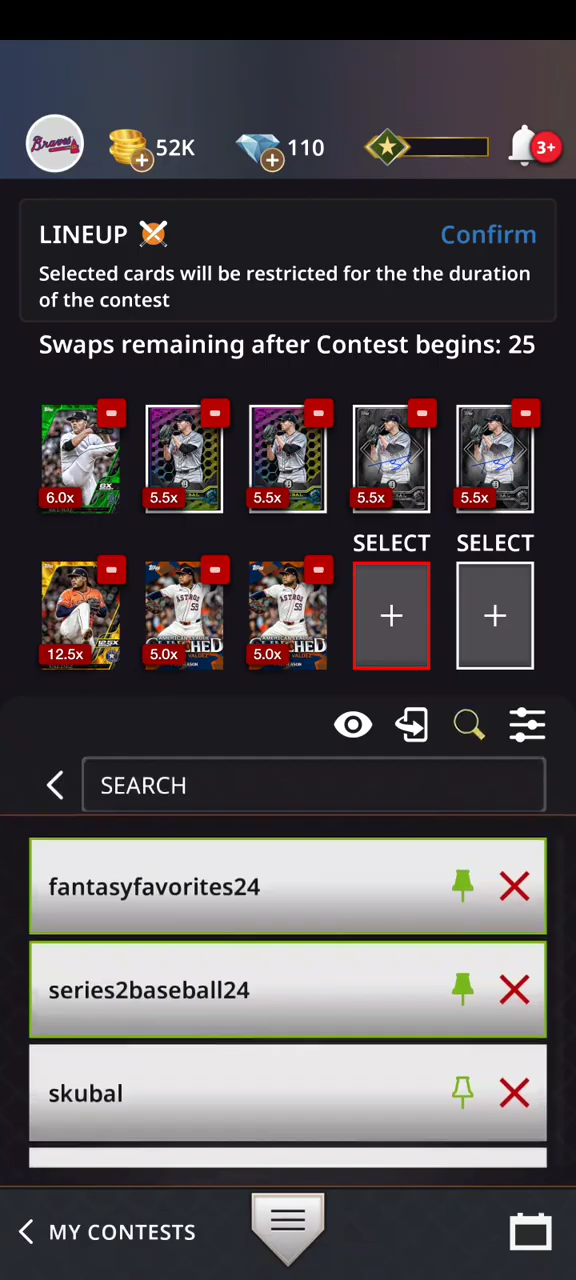 Braves
52K
110
3+
LINEUP
Confirm
Selected cards will be restricted for the the duration
of the contest
Swaps remaining after Contest begins: 25
6.0x
5.5x
5.5x
5.5x
5.5x
SELECT
SELECT
12.5x
5.0x
5.0x
SEARCH
fantasyfavorites24
series2baseball24
skubal
MY CONTESTS